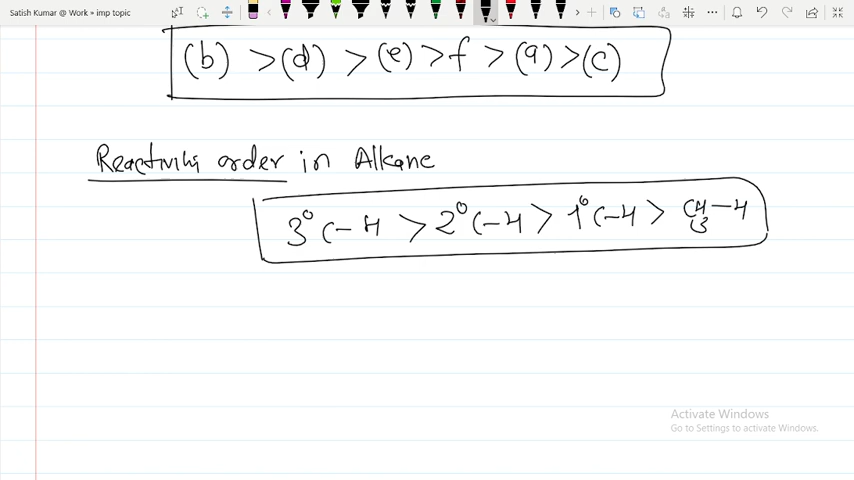 Satish Kumar @ Work » imp topic
(b) > (d) > (e) > f > (a) > (c)
Reactivity order in Alkane
3° C-H > 2° C-H > 1° C-H > CH3-H
Activate Windows
Go to Settings to activate Windows.